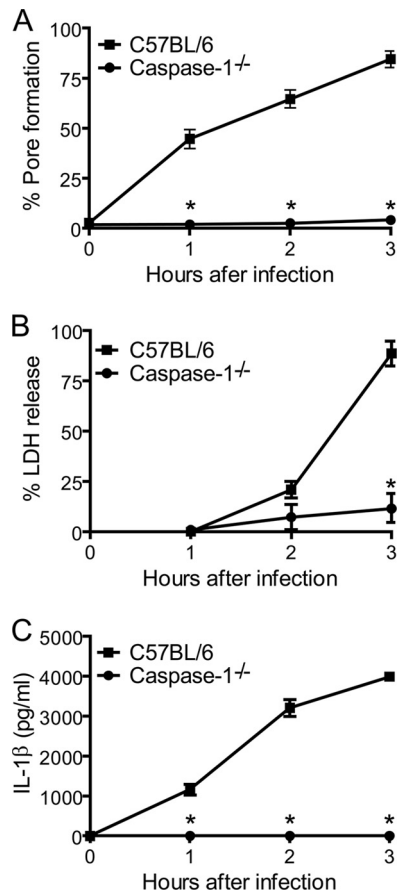 A
C57BL/6
Caspase-1-/-
% Pore formation
100
75
50
25
0
* * *
0 1 2 3
Hours afer infection
B
C57BL/6
Caspase-1-/-
% LDH release
100
75
50
25
0
*
0 1 2 3
Hours after infection
C
C57BL/6
Caspase-1-/-
IL-1β (pg/ml)
5000
4000
3000
2000
1000
0
* * *
0 1 2 3
Hours after infection